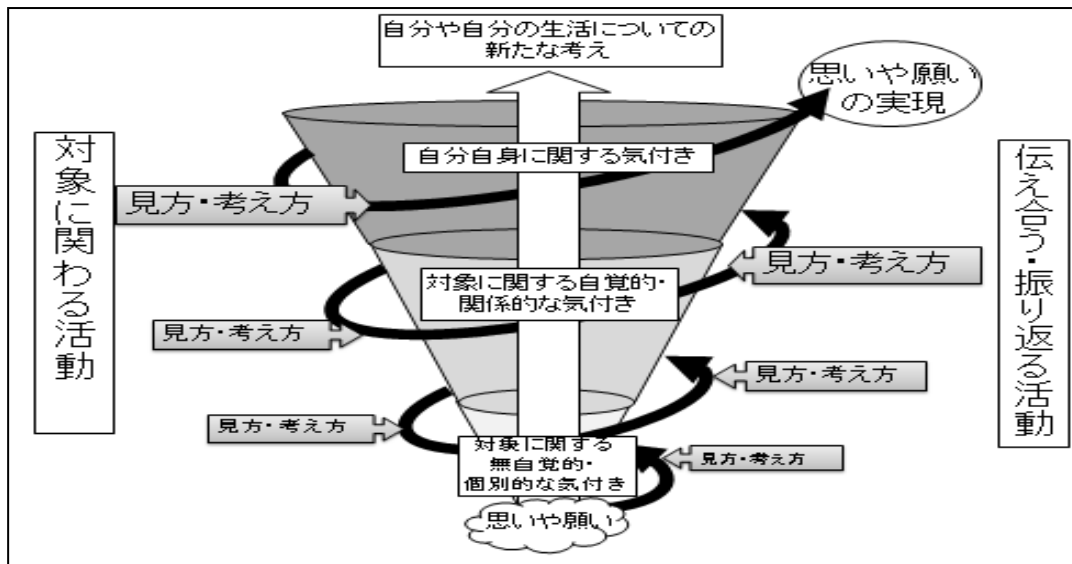 自分や自分の生活についての
新たな考え
思いや願い
の実現
対象に関わる活動
伝え合う・振り返る活動
自分自身に関する気付き
見方・考え方
対象に関する自覚的・
関係的な気付き
見方・考え方
見方・考え方
見方・考え方
見方・考え方
対象に関する
無自覚的・
個別的な気付き
見方・考え方
思いや願い